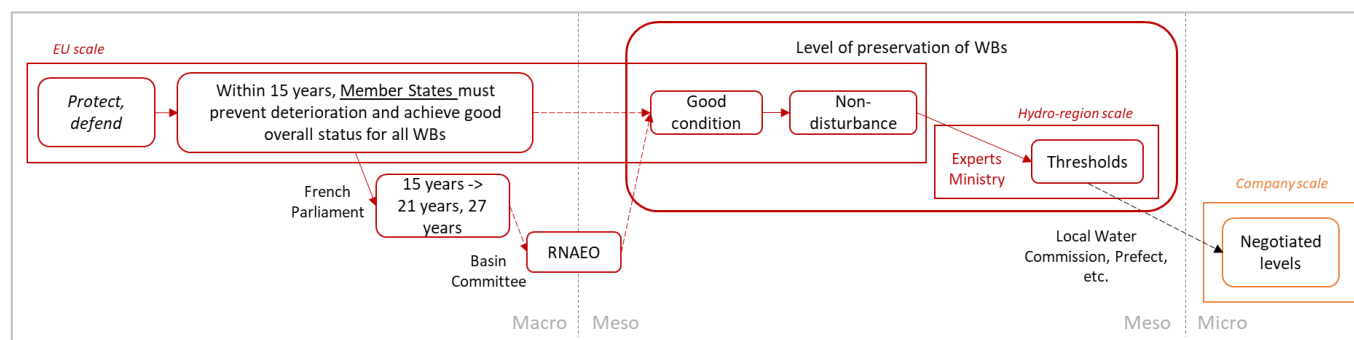 EU scale
Level of preservation of WBs
Protect,
defend
Within 15 years, Member States must
prevent deterioration and achieve good
overall status for all WBs
Good
condition
Non-
disturbance
Hydro-region scale
Experts
Ministry
Thresholds
French
Parliament
15 years ->
21 years, 27
years
Company scale
Basin
Committee
RNAEO
Local Water
Commission, Prefect,
etc.
Negotiated
levels
Macro
Meso
Meso
Micro